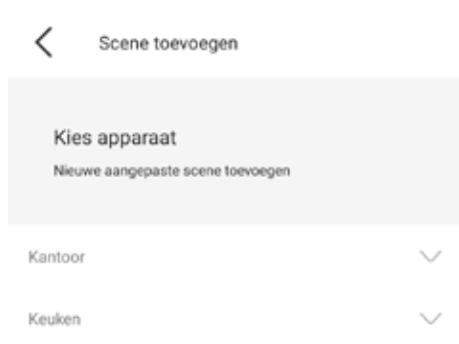 Scene toevoegen
Kies apparaat
Nieuwe aangepaste scene toevoegen
Kantoor
Keuken